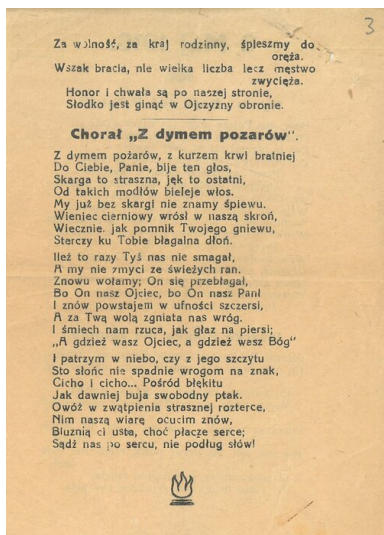 3
Za wolność, za kraj rodzinny, śpieszmy do
oręża.
Wszak bracia, nie wielka liczba lecz męstwo
zwycięża.
Honor i chwała są po naszej stronie,
Słodko jest ginąć w Ojczyzny obronie.
Chorał „Z dymem pozarów".
Z dymem pożarów, z kurzem krwi bratniej
Do Ciebie, Panie, bije ten głos,
Skarga to straszna, jęk to ostatni,
Od takich modłów bieleje włos.
My już bez skargi nie znamy śpiewu.
Wieniec cierniowy wrósł w naszą skroń,
Wiecznie. jak pomnik Twojego gniewu,
Sterczy ku Tobie błagalna dłoń.
Ileż to razy Tyś nas nie smagał,
A my nie zmyci ze świeżych ran.
Znowu wołamy; On się przebłagał,
Bo On nasz Ojciec, bo On nasz Pan!
I znów powstajem w ufności szczersi,
A za Twą wolą zgniata nas wróg.
I śmiech nam rzuca, jak głaz na piersi;
„A gdzież wasz Ojciec, a gdzież wasz Bóg"
I patrzym w niebo, czy z jego szczytu
Sto słońc nie spadnie wrogom na znak,
Cicho i cicho... Pośród błękitu
Jak dawniej buja swobodny ptak.
Owóż w zwątpienia strasznej rozterce,
Nim naszą wiarę ocucim znów,
Bluźnią ci usta, choć płacze serce;
Sądź nas po sercu, nie podług słów!